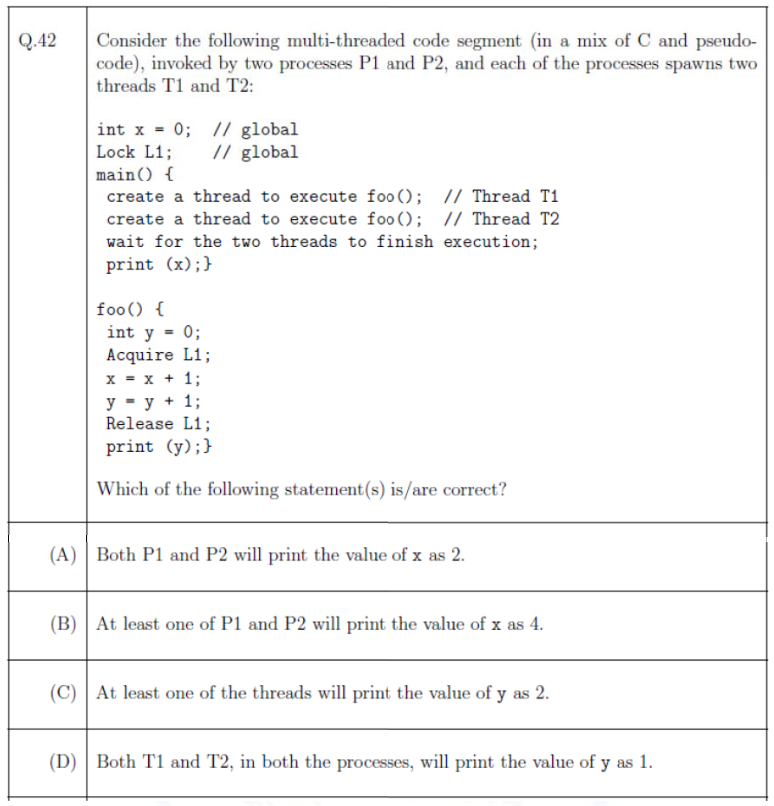 Q.42
Consider the following multi-threaded code segment (in a mix of C and pseudo-
code), invoked by two processes P1 and P2, and each of the processes spawns two
threads T1 and T2:
int x = 0; // global
Lock L1; // global
main() {
create a thread to execute foo(); // Thread T1
create a thread to execute foo(); // Thread T2
wait for the two threads to finish execution;
print (x);}
foo() {
int y = 0;
Acquire L1;
x = x + 1;
y = y + 1;
Release L1;
print (y);}
Which of the following statement(s) is/are correct?
(A) Both P1 and P2 will print the value of x as 2.
(B) At least one of P1 and P2 will print the value of x as 4.
(C) At least one of the threads will print the value of y as 2.
(D) Both T1 and T2, in both the processes, will print the value of y as 1.